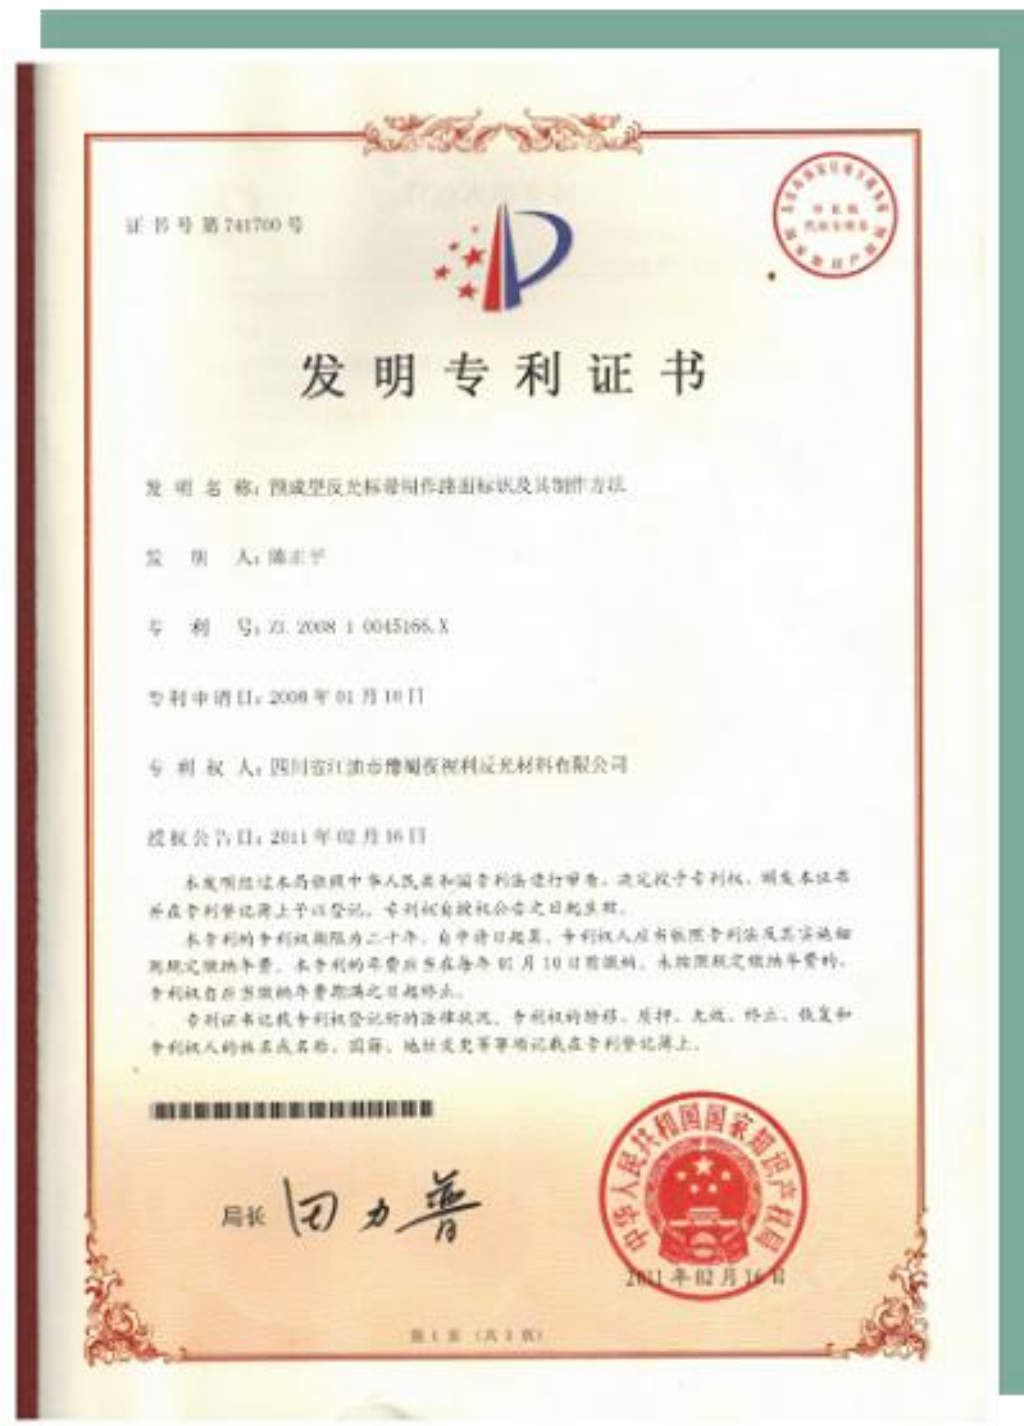 证书号第741700号
发明专利证书
发明名称：预成型反光标带用作路面标识及其制作方法
发明人：陈正平
专利号：ZL 2008 1 0045166.X
专利申请日：2008年01月10日
专利权人：四川省江油市豫蜀夜视利反光材料有限公司
授权公告日：2011年02月16日
本发明经过本局依照中华人民共和国专利法进行审查，决定授予专利权，颁发本证书
并在专利登记簿上予以登记。专利权自授权公告之日起生效。
本专利的专利权期限为二十年，自申请日起算。专利权人应当依照专利法及其实施细
则规定缴纳年费。本专利的年费应当在每年01月10日前缴纳。未按照规定缴纳年费的，
专利权自应当缴纳年费期满之日起终止。
专利证书记载专利权登记时的法律状况。专利权的转移、质押、无效、终止、恢复和
专利权人的姓名或名称、国籍、地址变更等事项记载在专利登记簿上。
中华人民共和国国家知识产权局
局长 田力普
2011年02月16日
第1页（共1页）